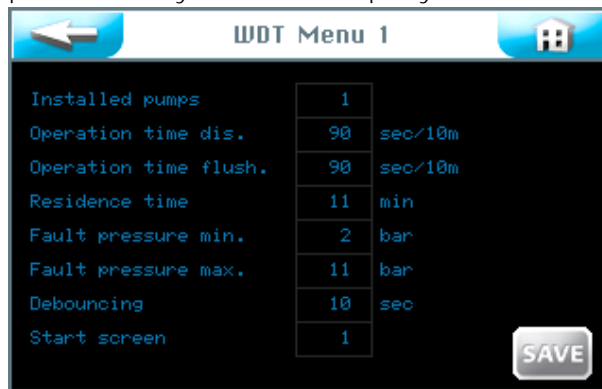 WDT Menu 1
Installed pumps 1
Operation time dis. 90 sec/10m
Operation time flush. 90 sec/10m
Residence time 11 min
Fault pressure min. 2 bar
Fault pressure max. 11 bar
Debouncing 10 sec
Start screen 1
SAVE